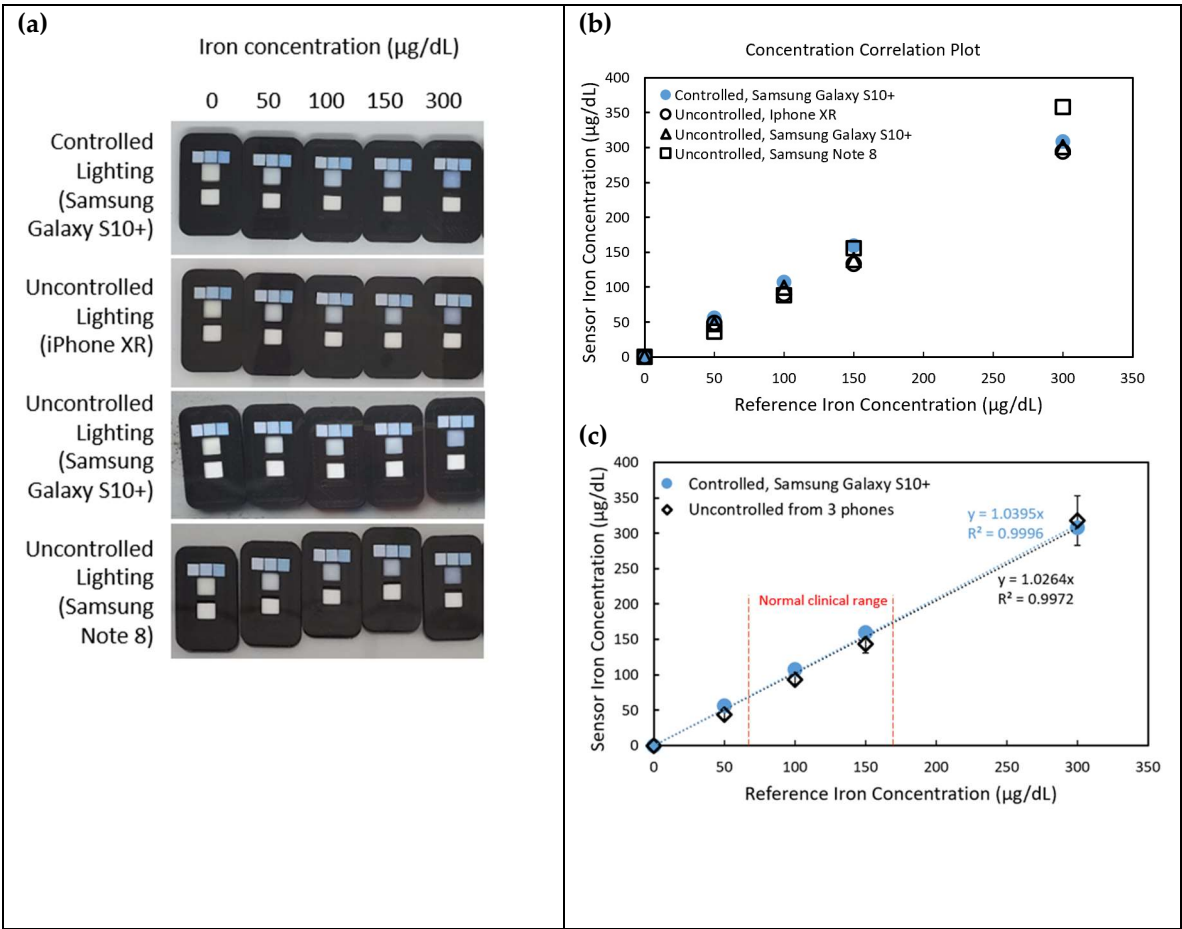 (a)
Iron concentration (µg/dL)
0 50 100 150 300
Controlled
Lighting
(Samsung
Galaxy S10+)
Uncontrolled
Lighting
(iPhone XR)
Uncontrolled
Lighting
(Samsung
Galaxy S10+)
Uncontrolled
Lighting
(Samsung
Note 8)
(b)
Concentration Correlation Plot
Sensor Iron Concentration (µg/dL)
400
350
300
250
200
150
100
50
0
Controlled, Samsung Galaxy S10+
Uncontrolled, Iphone XR
Uncontrolled, Samsung Galaxy S10+
Uncontrolled, Samsung Note 8
0 50 100 150 200 250 300 350
Reference Iron Concentration (µg/dL)
(c)
Sensor Iron Concentration (µg/dL)
400
350
300
250
200
150
100
50
0
Controlled, Samsung Galaxy S10+
Uncontrolled from 3 phones
y = 1.0395x
R² = 0.9996
y = 1.0264x
R² = 0.9972
Normal clinical range
0 50 100 150 200 250 300 350
Reference Iron Concentration (µg/dL)